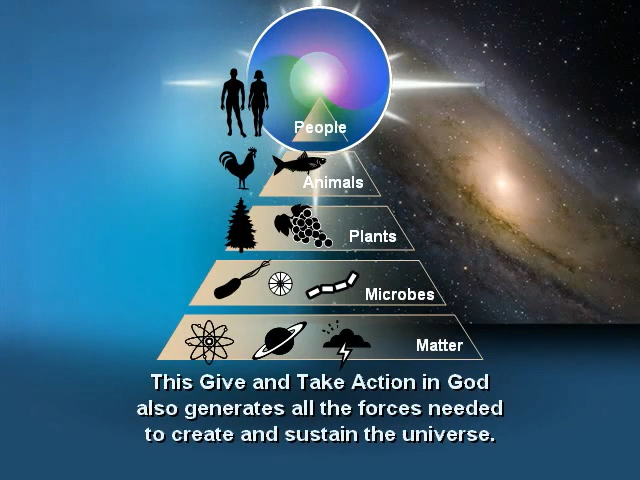 People
Animals
Plants
Microbes
Matter
This Give and Take Action in God
also generates all the forces needed
to create and sustain the universe.